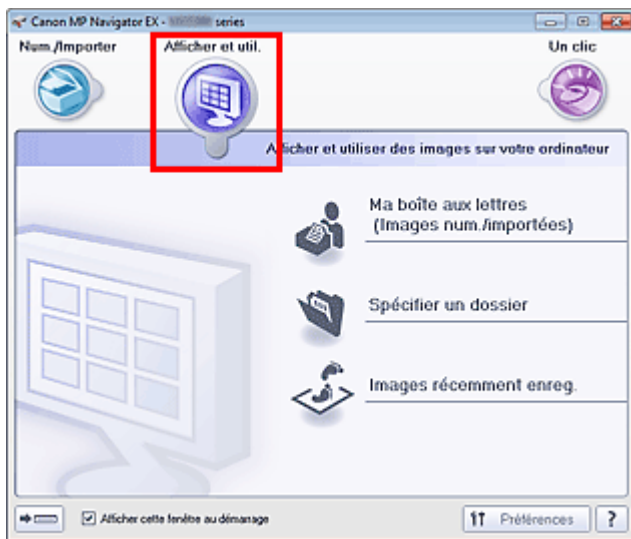 Canon MP Navigator EX - series
Num./Importer
Afficher et util.
Un clic
Afficher et utiliser des images sur votre ordinateur
Ma boîte aux lettres
(Images num./importées)
Spécifier un dossier
Images récemment enreg.
Afficher cette fenêtre au démarrage
Préférences
?